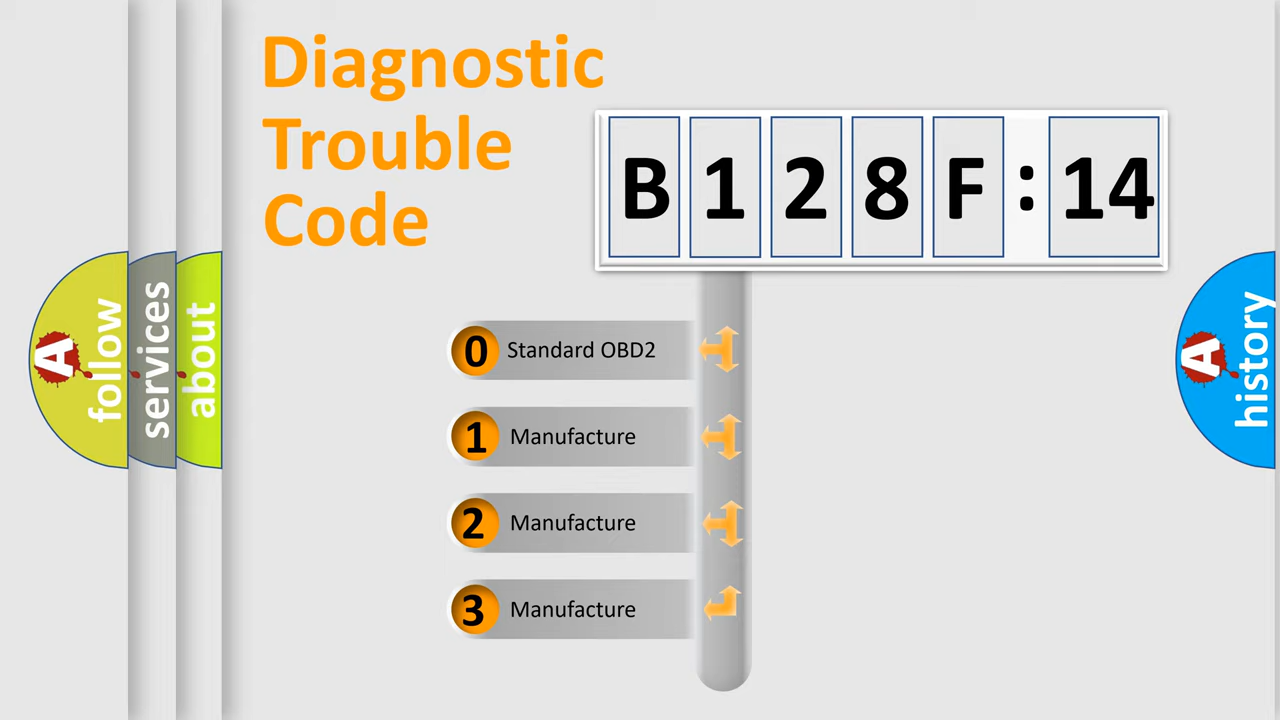 Diagnostic
Trouble
Code
B 1 2 8 F : 14
0 Standard OBD2
1 Manufacture
2 Manufacture
3 Manufacture
A follow
services
about
A history